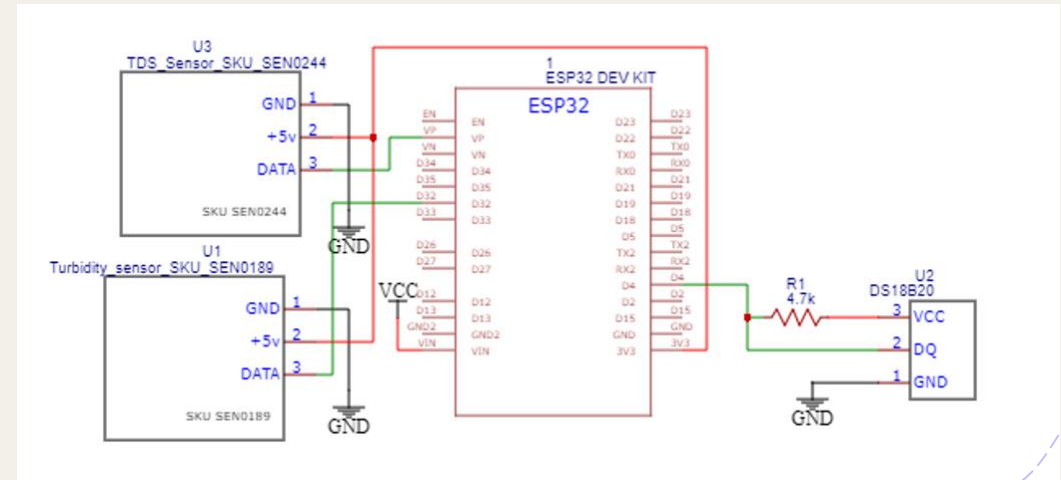 U3
TDS_Sensor_SKU_SEN0244
GND 1
+5v 2
DATA 3
SKU SEN0244
GND
U1
Turbidity_sensor_SKU_SEN0189
GND 1
+5v 2
DATA 3
SKU SEN0189
GND
VCC
1
ESP32 DEV KIT
ESP32
EN EN D23 D23
VP VP D22 D22
VN VN TX0 TX0
D34 D34 RX0 RX0
D35 D35 D21 D21
D32 D32 D19 D19
D33 D33 D18 D18
D5 D5
D26 D26 TX2 TX2
D27 D27 RX2 RX2
D4 D4
D12 D12 D2 D2
D13 D13 D15 D15
GND2 GND2 GND GND
VIN VIN 3V3 3V3
R1
4.7k
U2
DS18B20
3 VCC
2 DQ
1 GND
GND